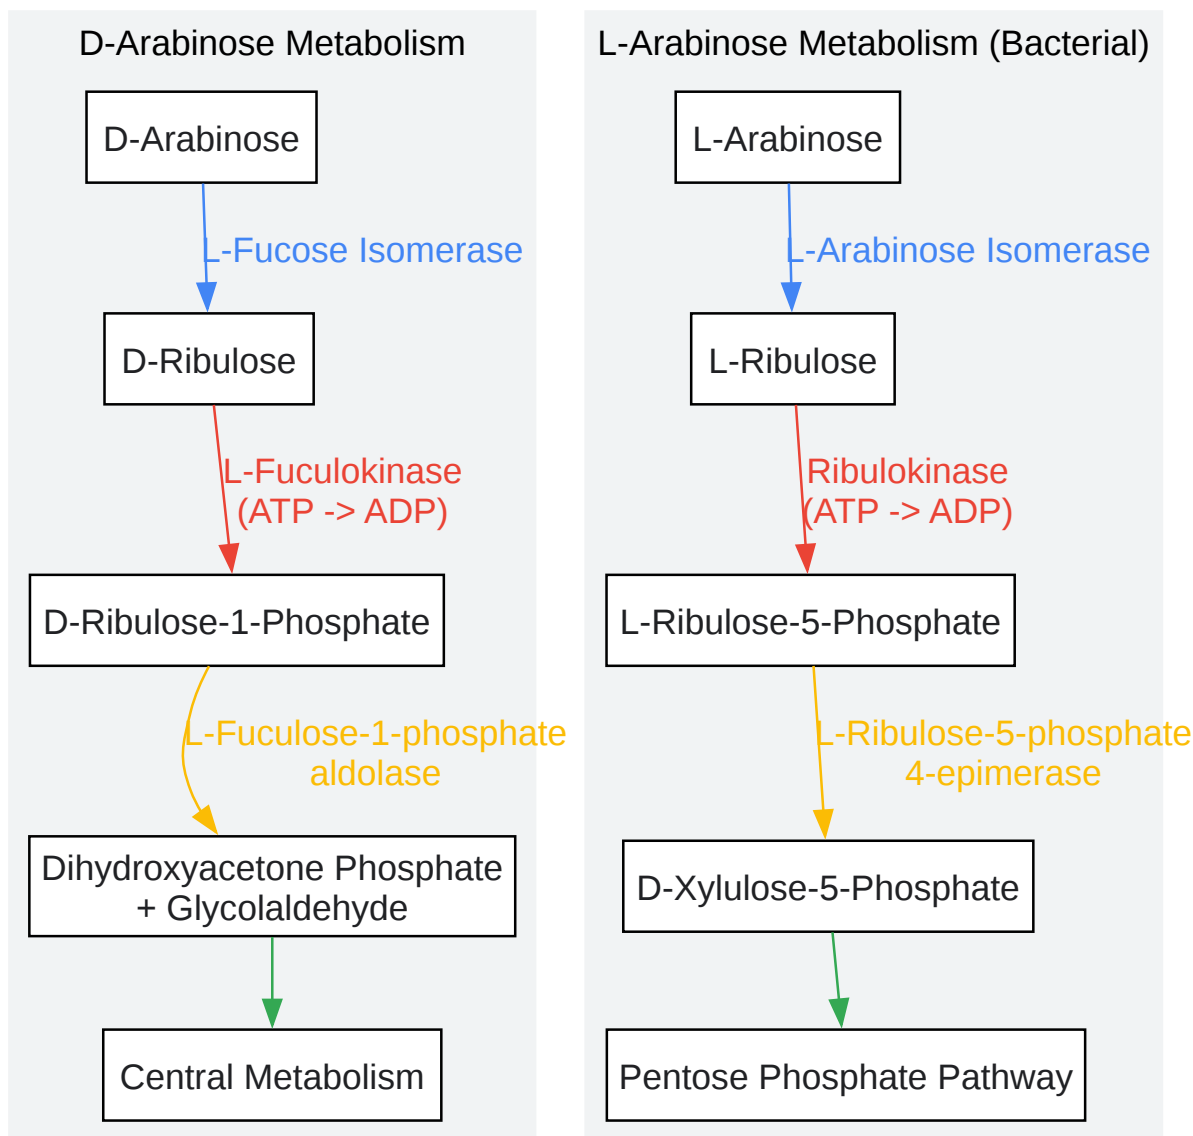 D-Arabinose Metabolism
D-Arabinose
L-Fucose Isomerase
D-Ribulose
L-Fuculokinase
(ATP -> ADP)
D-Ribulose-1-Phosphate
L-Fuculose-1-phosphate
aldolase
Dihydroxyacetone Phosphate
+ Glycolaldehyde
Central Metabolism
L-Arabinose Metabolism (Bacterial)
L-Arabinose
L-Arabinose Isomerase
L-Ribulose
Ribulokinase
(ATP -> ADP)
L-Ribulose-5-Phosphate
L-Ribulose-5-phosphate
4-epimerase
D-Xylulose-5-Phosphate
Pentose Phosphate Pathway